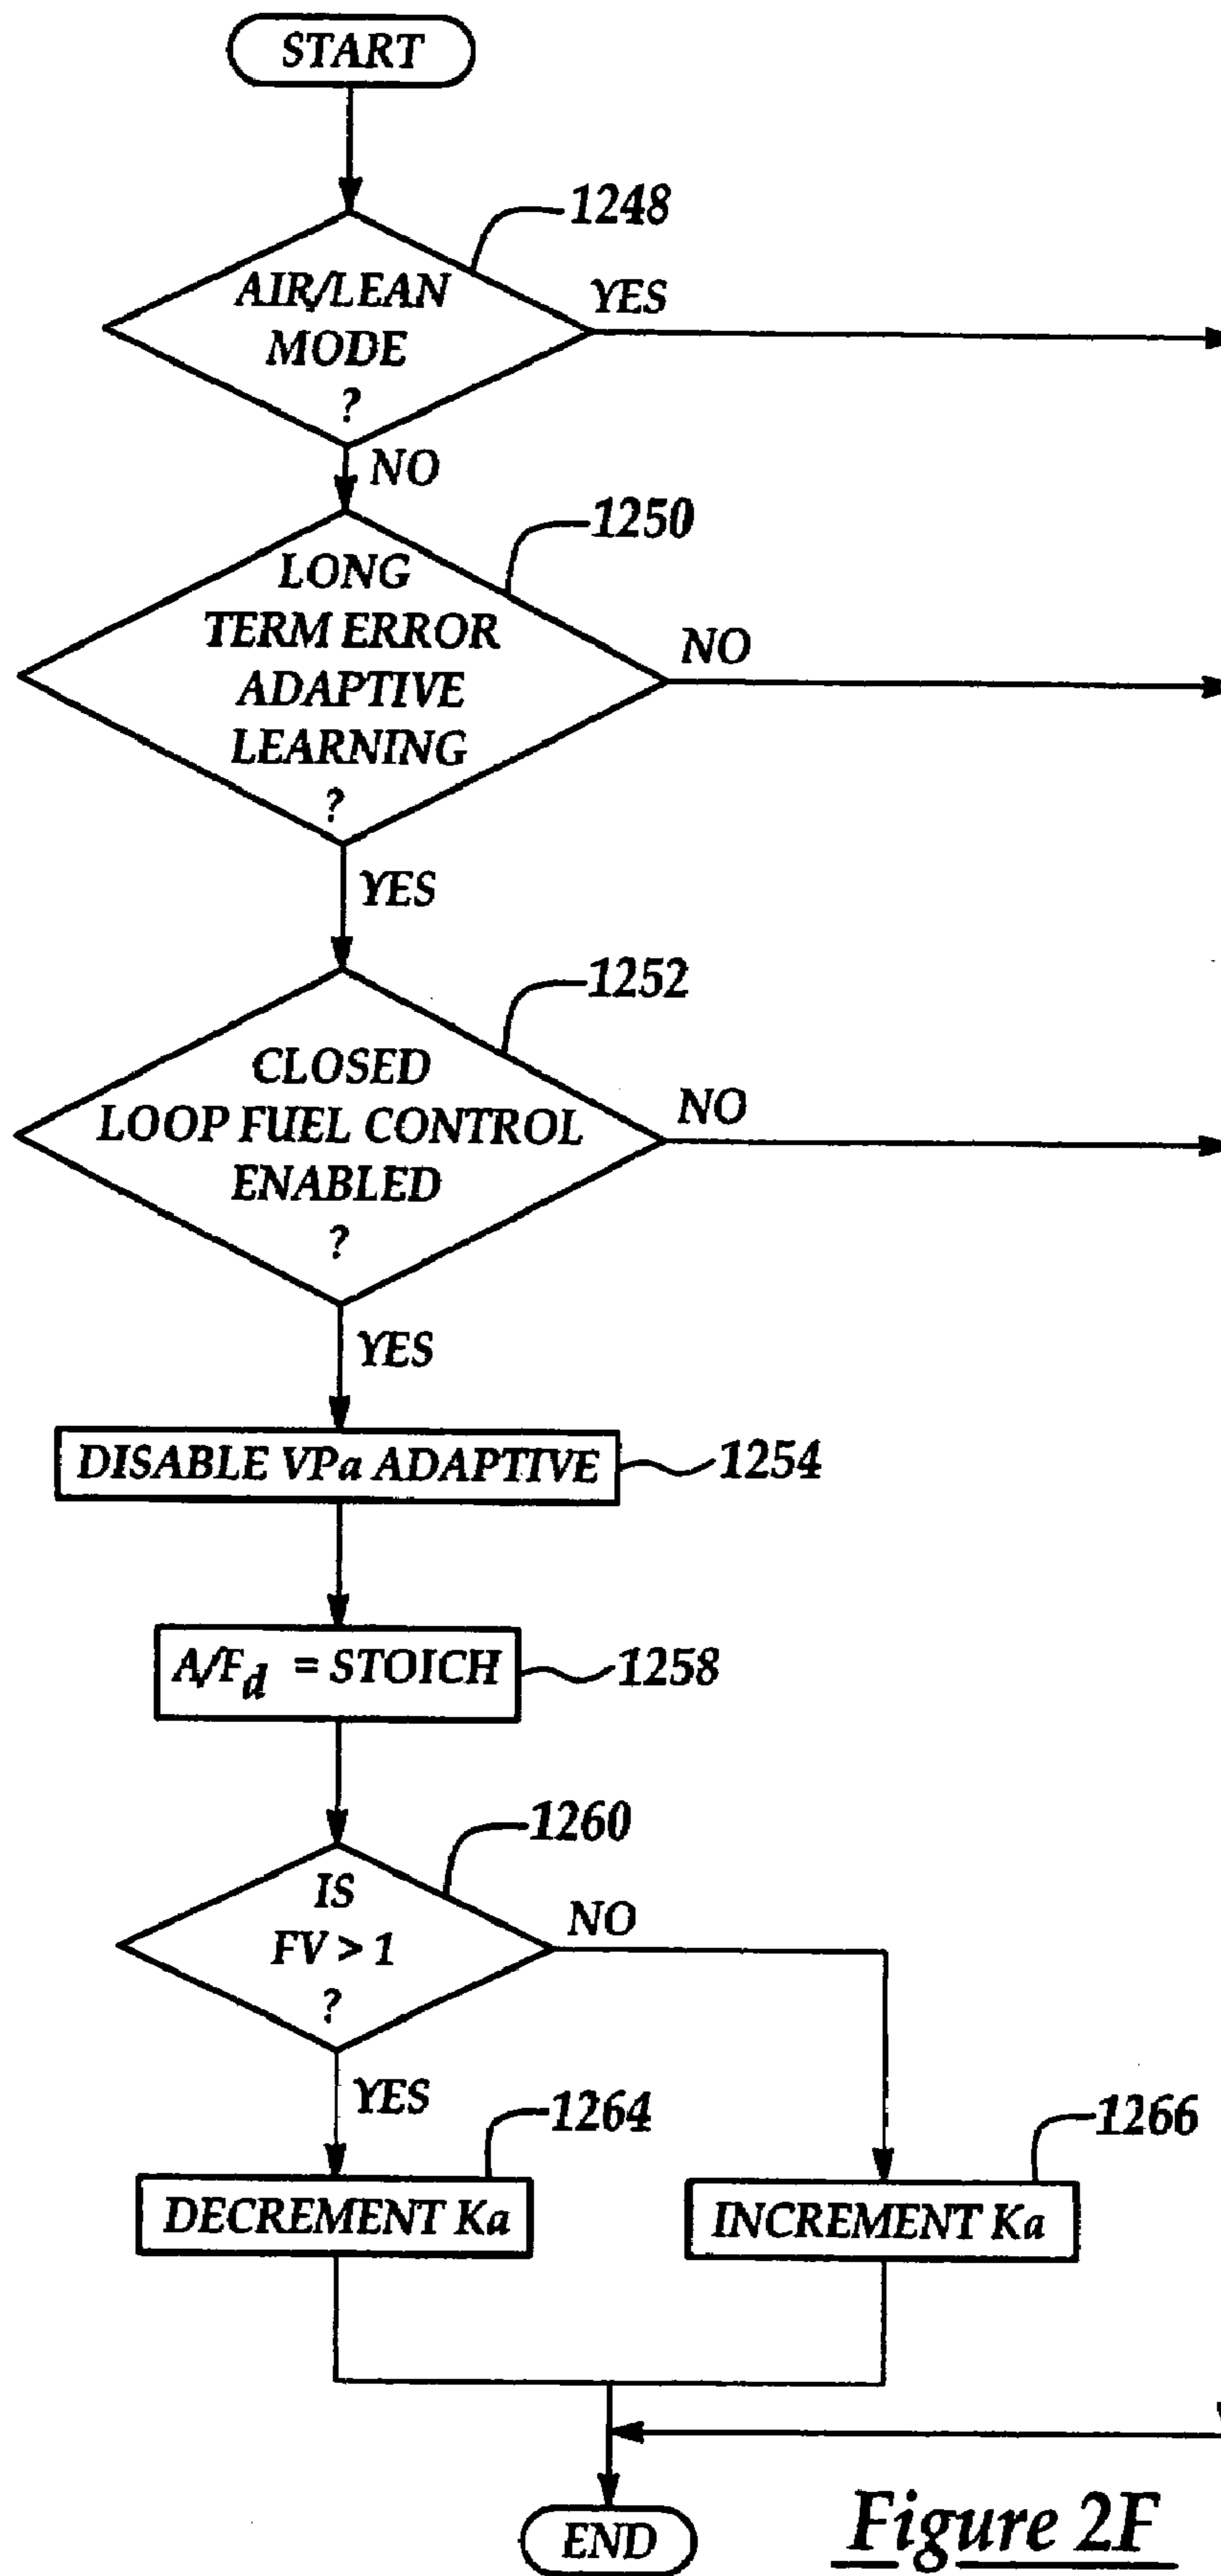 START
1248
AIR/LEAN
MODE
?
YES
NO
1250
LONG
TERM ERROR
ADAPTIVE
LEARNING
?
NO
YES
1252
CLOSED
LOOP FUEL CONTROL
ENABLED
?
NO
YES
DISABLE VPa ADAPTIVE
1254
A/Fd = STOICH
1258
1260
IS
FV > 1
?
NO
YES
1264
1266
DECREMENT Ka
INCREMENT Ka
END
Figure 2F